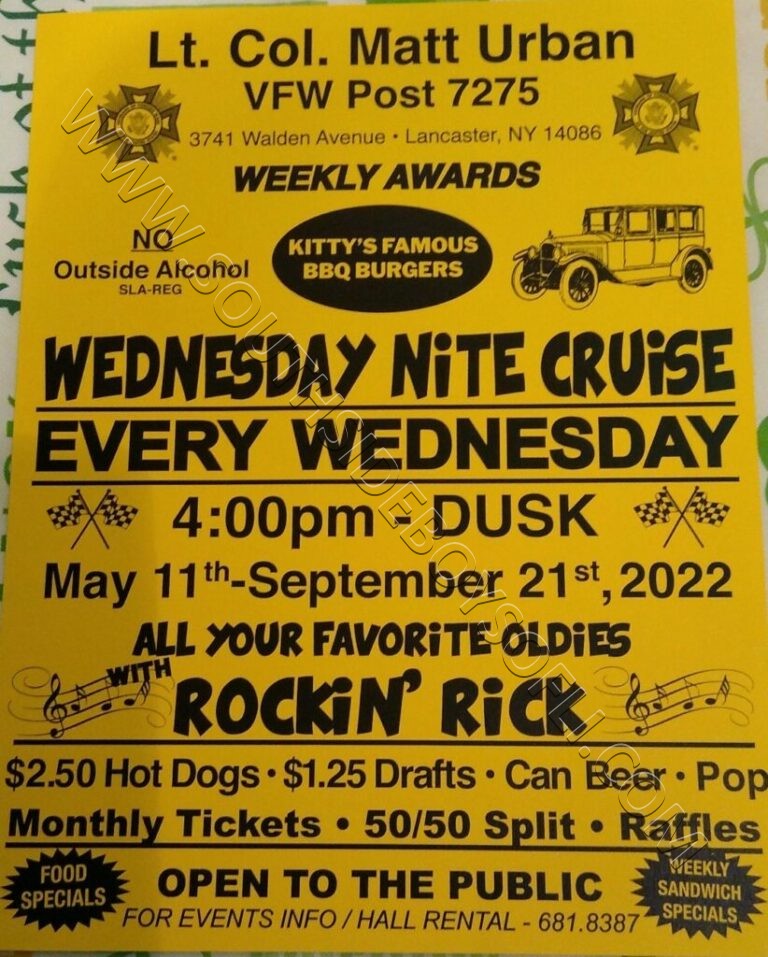 Lt. Col. Matt Urban
VFW Post 7275
3741 Walden Avenue • Lancaster, NY 14086
WEEKLY AWARDS
NO
Outside Alcohol
SLA-REG
KITTY'S FAMOUS
BBQ BURGERS
WEDNESDAY NiTE CRUiSE
EVERY WEDNESDAY
4:00pm - DUSK
May 11th-September 21st, 2022
ALL YOUR FAVORiTE OLDiES
WITH
ROCKiN' RiCK
$2.50 Hot Dogs • $1.25 Drafts • Can Beer • Pop
Monthly Tickets • 50/50 Split • Raffles
FOOD
SPECIALS
OPEN TO THE PUBLIC
WEEKLY
SANDWICH
SPECIALS
FOR EVENTS INFO / HALL RENTAL - 681.8387
WWW.SOUTHSIDEBOYSOFLI.COM